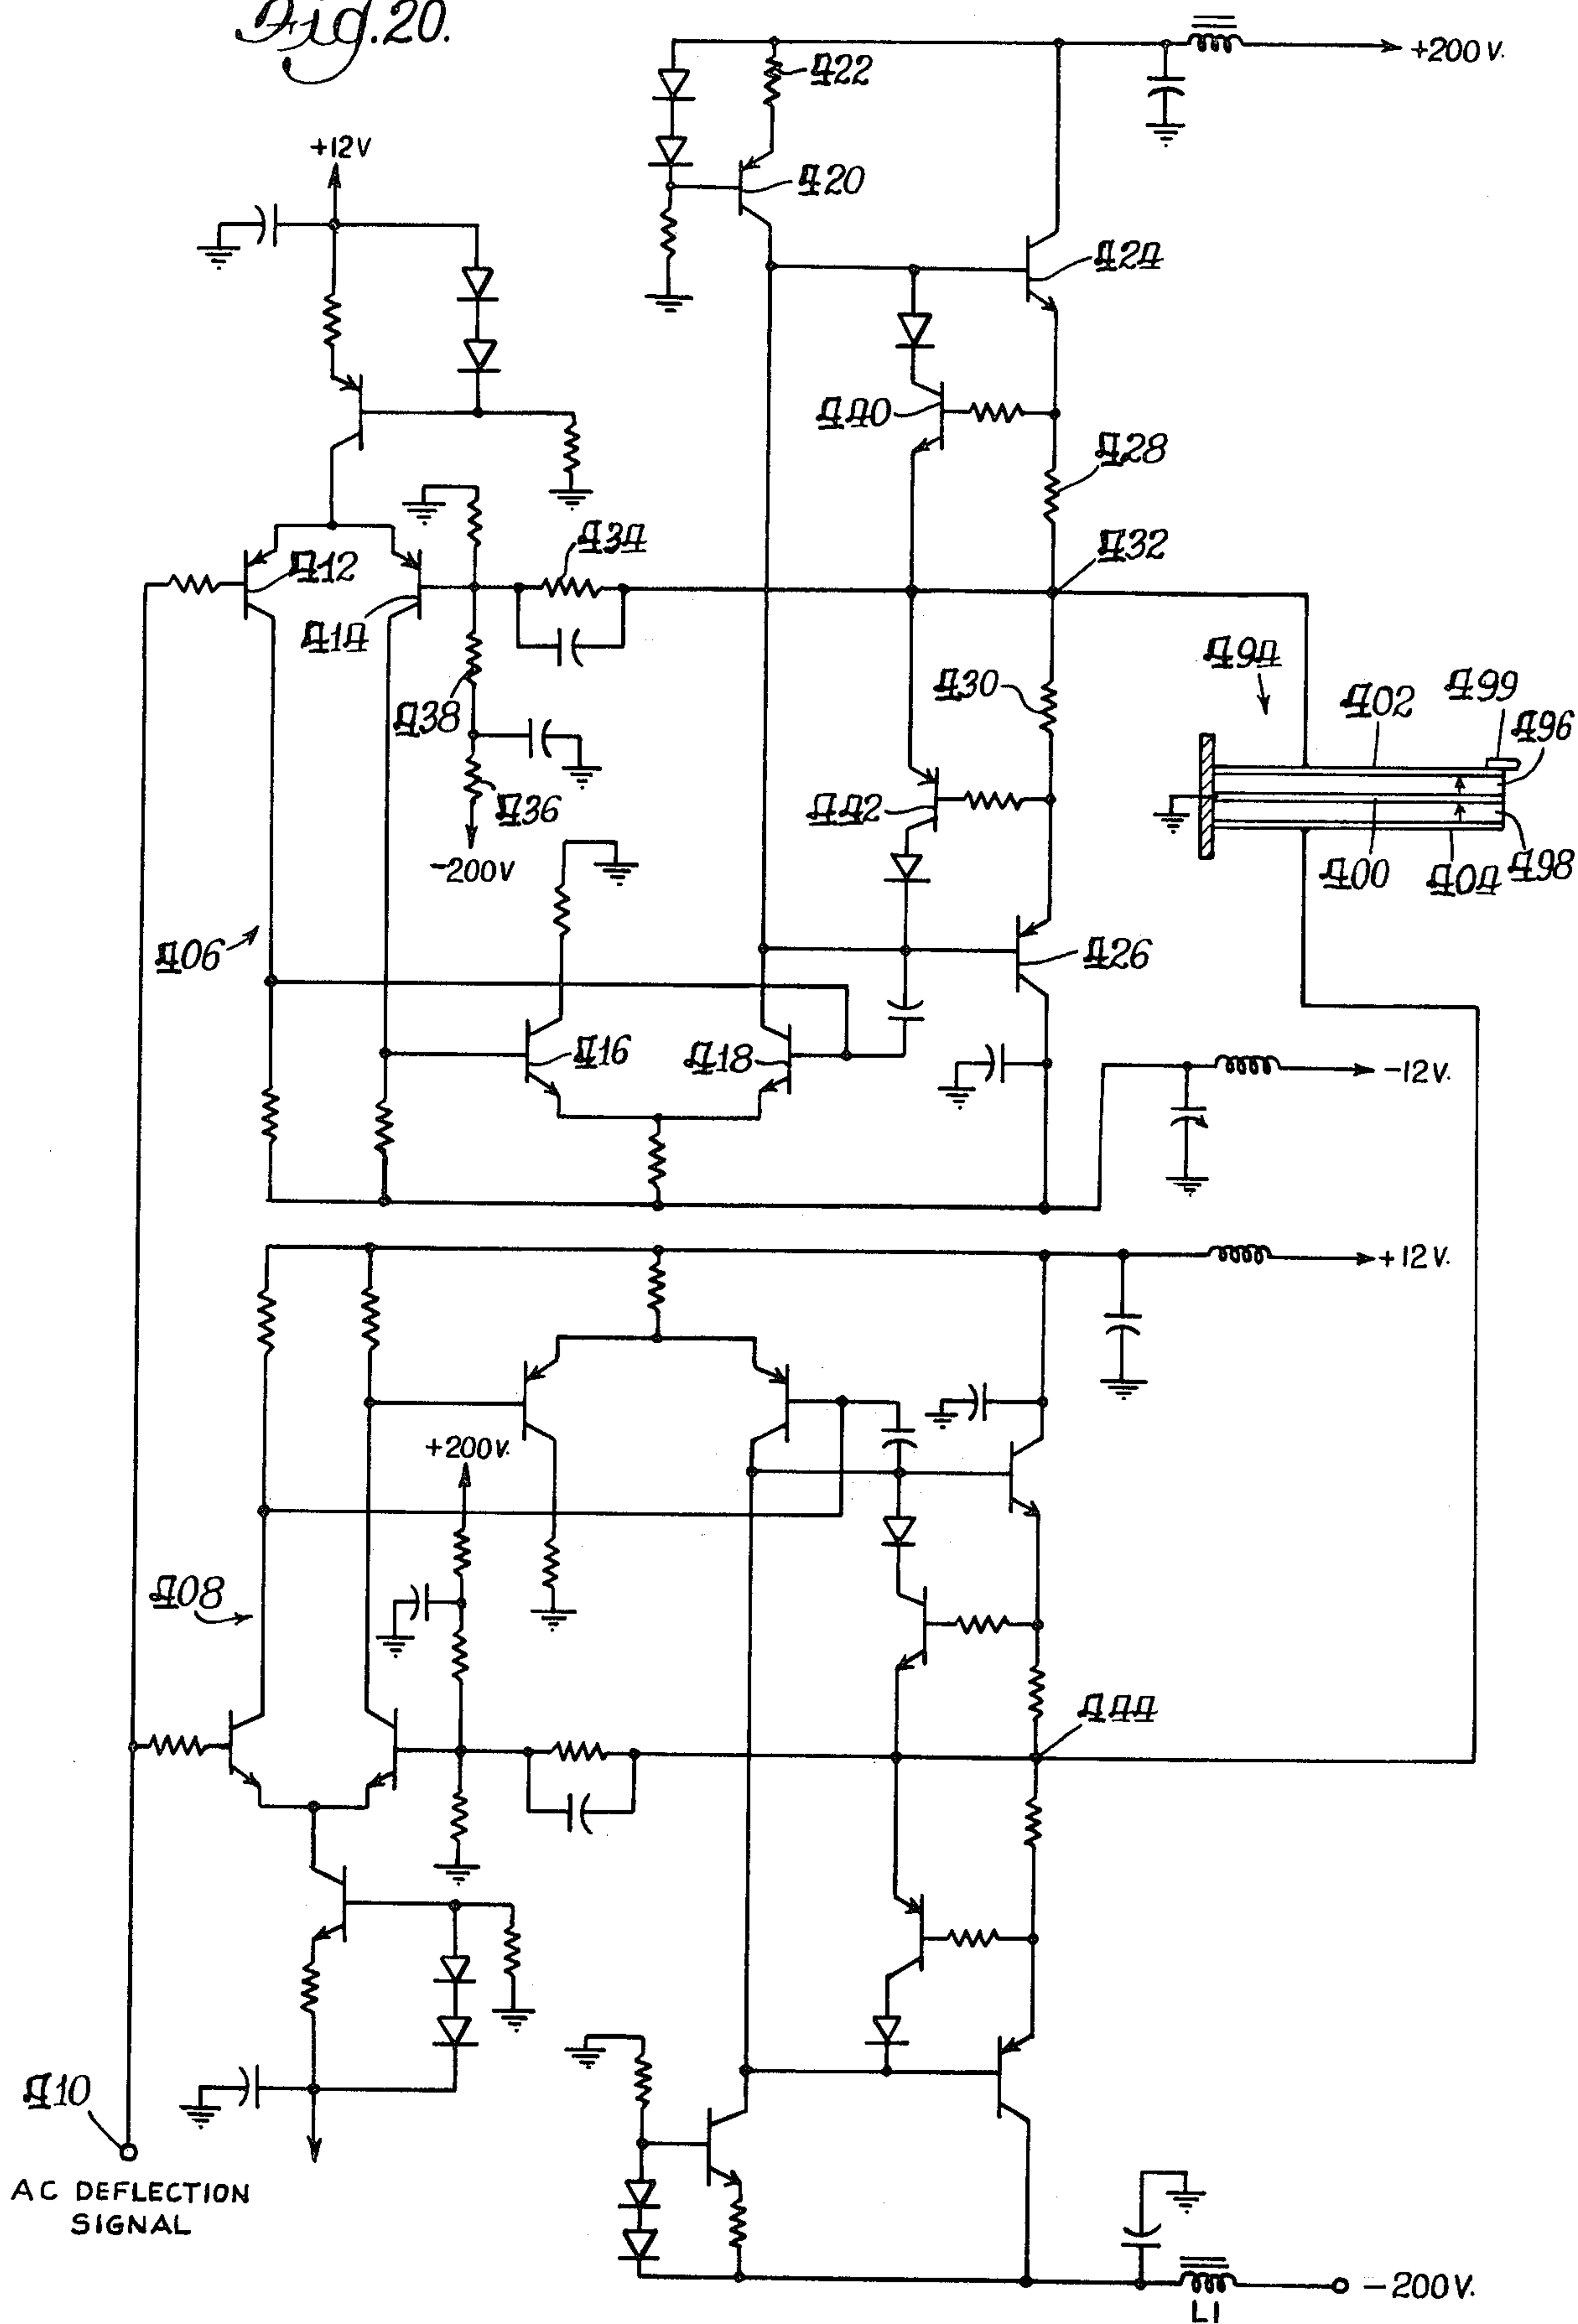 Fig. 20.
+200 V.
422
+12V
420
424
440
428
434
432
412
414
494
499
402
496
430
438
436
442
-200V
400
404
498
406
426
416
418
-12V.
+12V.
+200V.
408
444
410
AC DEFLECTION
SIGNAL
-200V.
L1